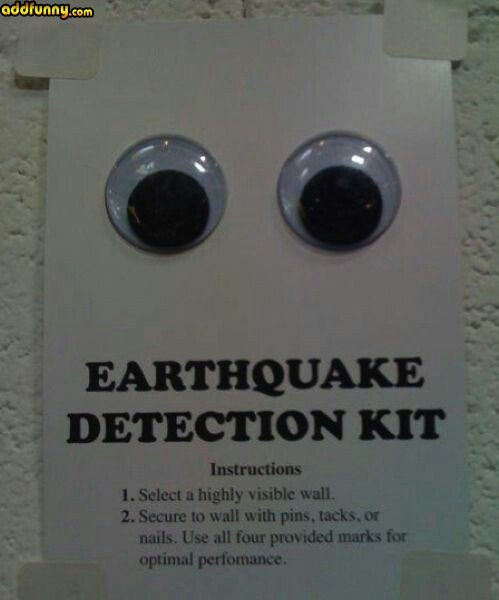 addfunny.com
EARTHQUAKE
DETECTION KIT
Instructions
1. Select a highly visible wall.
2. Secure to wall with pins, tacks, or
nails. Use all four provided marks for
optimal perfomance.